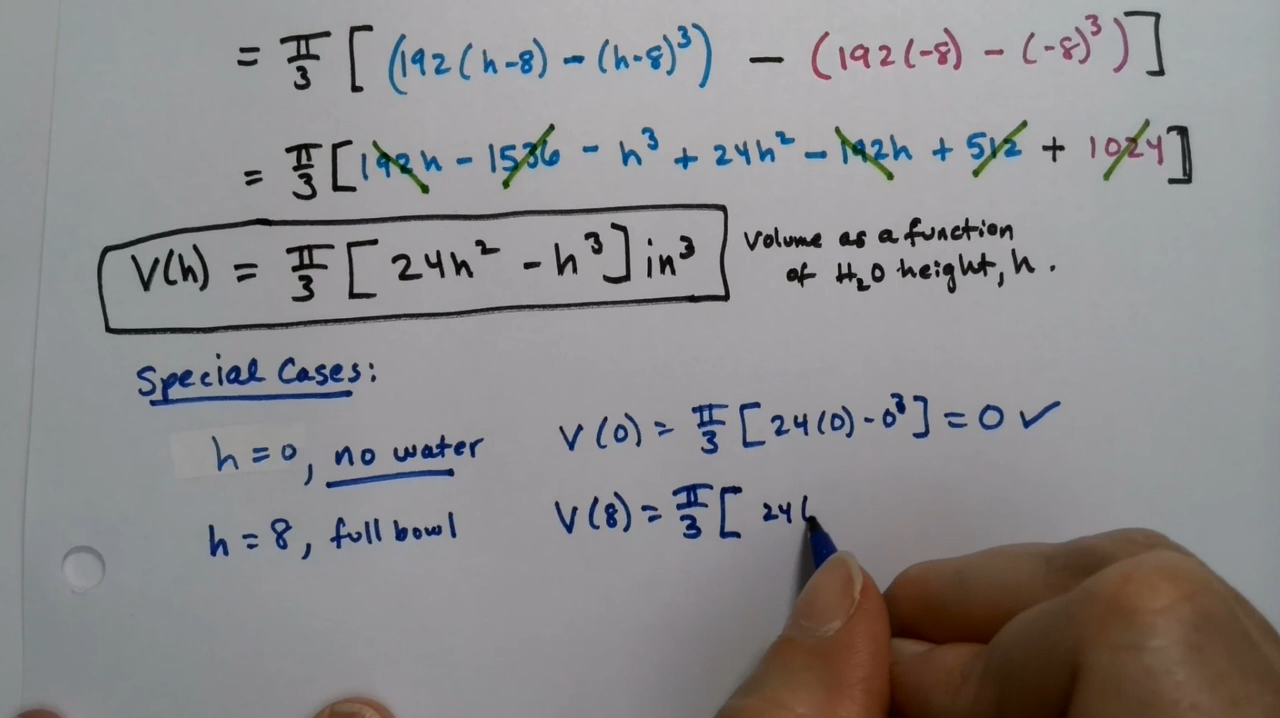 = π/3 [ (192(h-8) - (h-8)³) - (192(-8) - (-8)³) ]
= π/3 [ 192h - 1536 - h³ + 24h² - 192h + 512 + 1024 ]
V(h) = π/3 [ 24h² - h³ ] in³
Volume as a function
of H₂O height, h.
Special Cases:
h = 0, no water
V(0) = π/3 [ 24(0) - 0³ ] = 0 ✓
h = 8, full bowl
V(8) = π/3 [ 24(